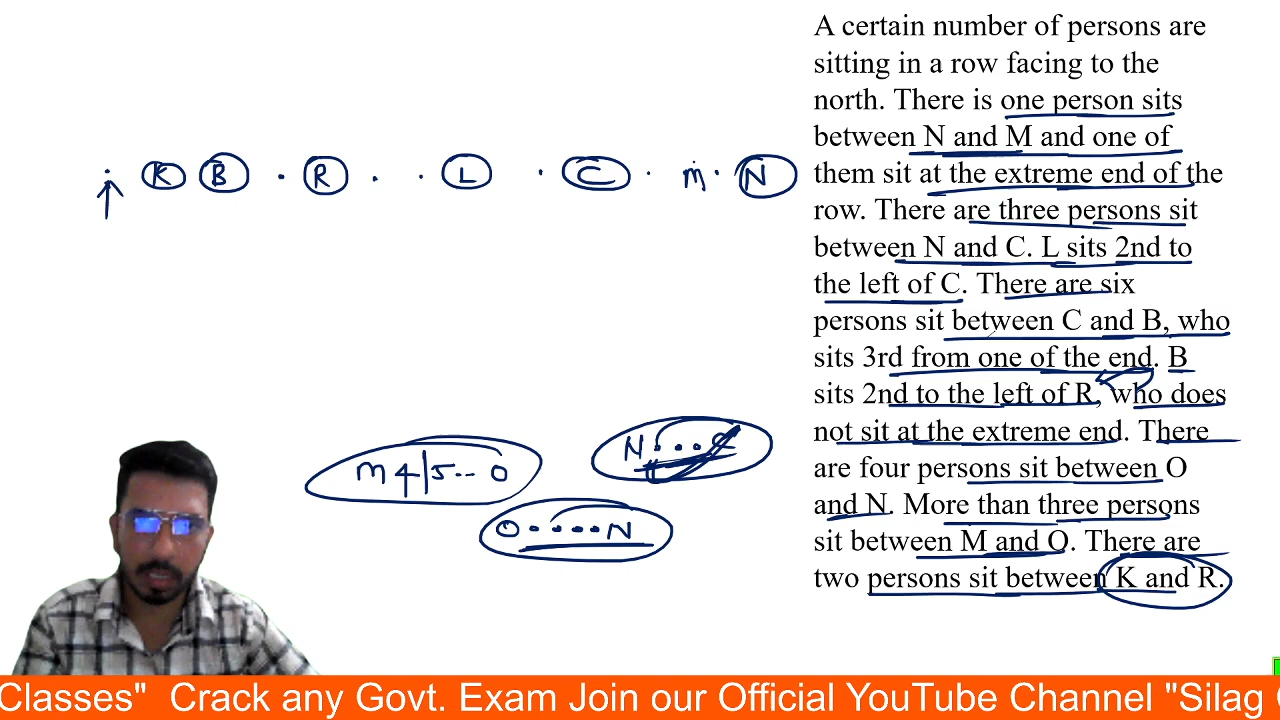 A certain number of persons are
sitting in a row facing to the
north. There is one person sits
between N and M and one of
them sit at the extreme end of the
row. There are three persons sit
between N and C. L sits 2nd to
the left of C. There are six
persons sit between C and B, who
sits 3rd from one of the end. B
sits 2nd to the left of R, who does
not sit at the extreme end. There
are four persons sit between O
and N. More than three persons
sit between M and O. There are
two persons sit between K and R.
K B · R · · L · C · M · N
M 4/5-- O
N
O ···· N
Classes" Crack any Govt. Exam Join our Official YouTube Channel "Silag